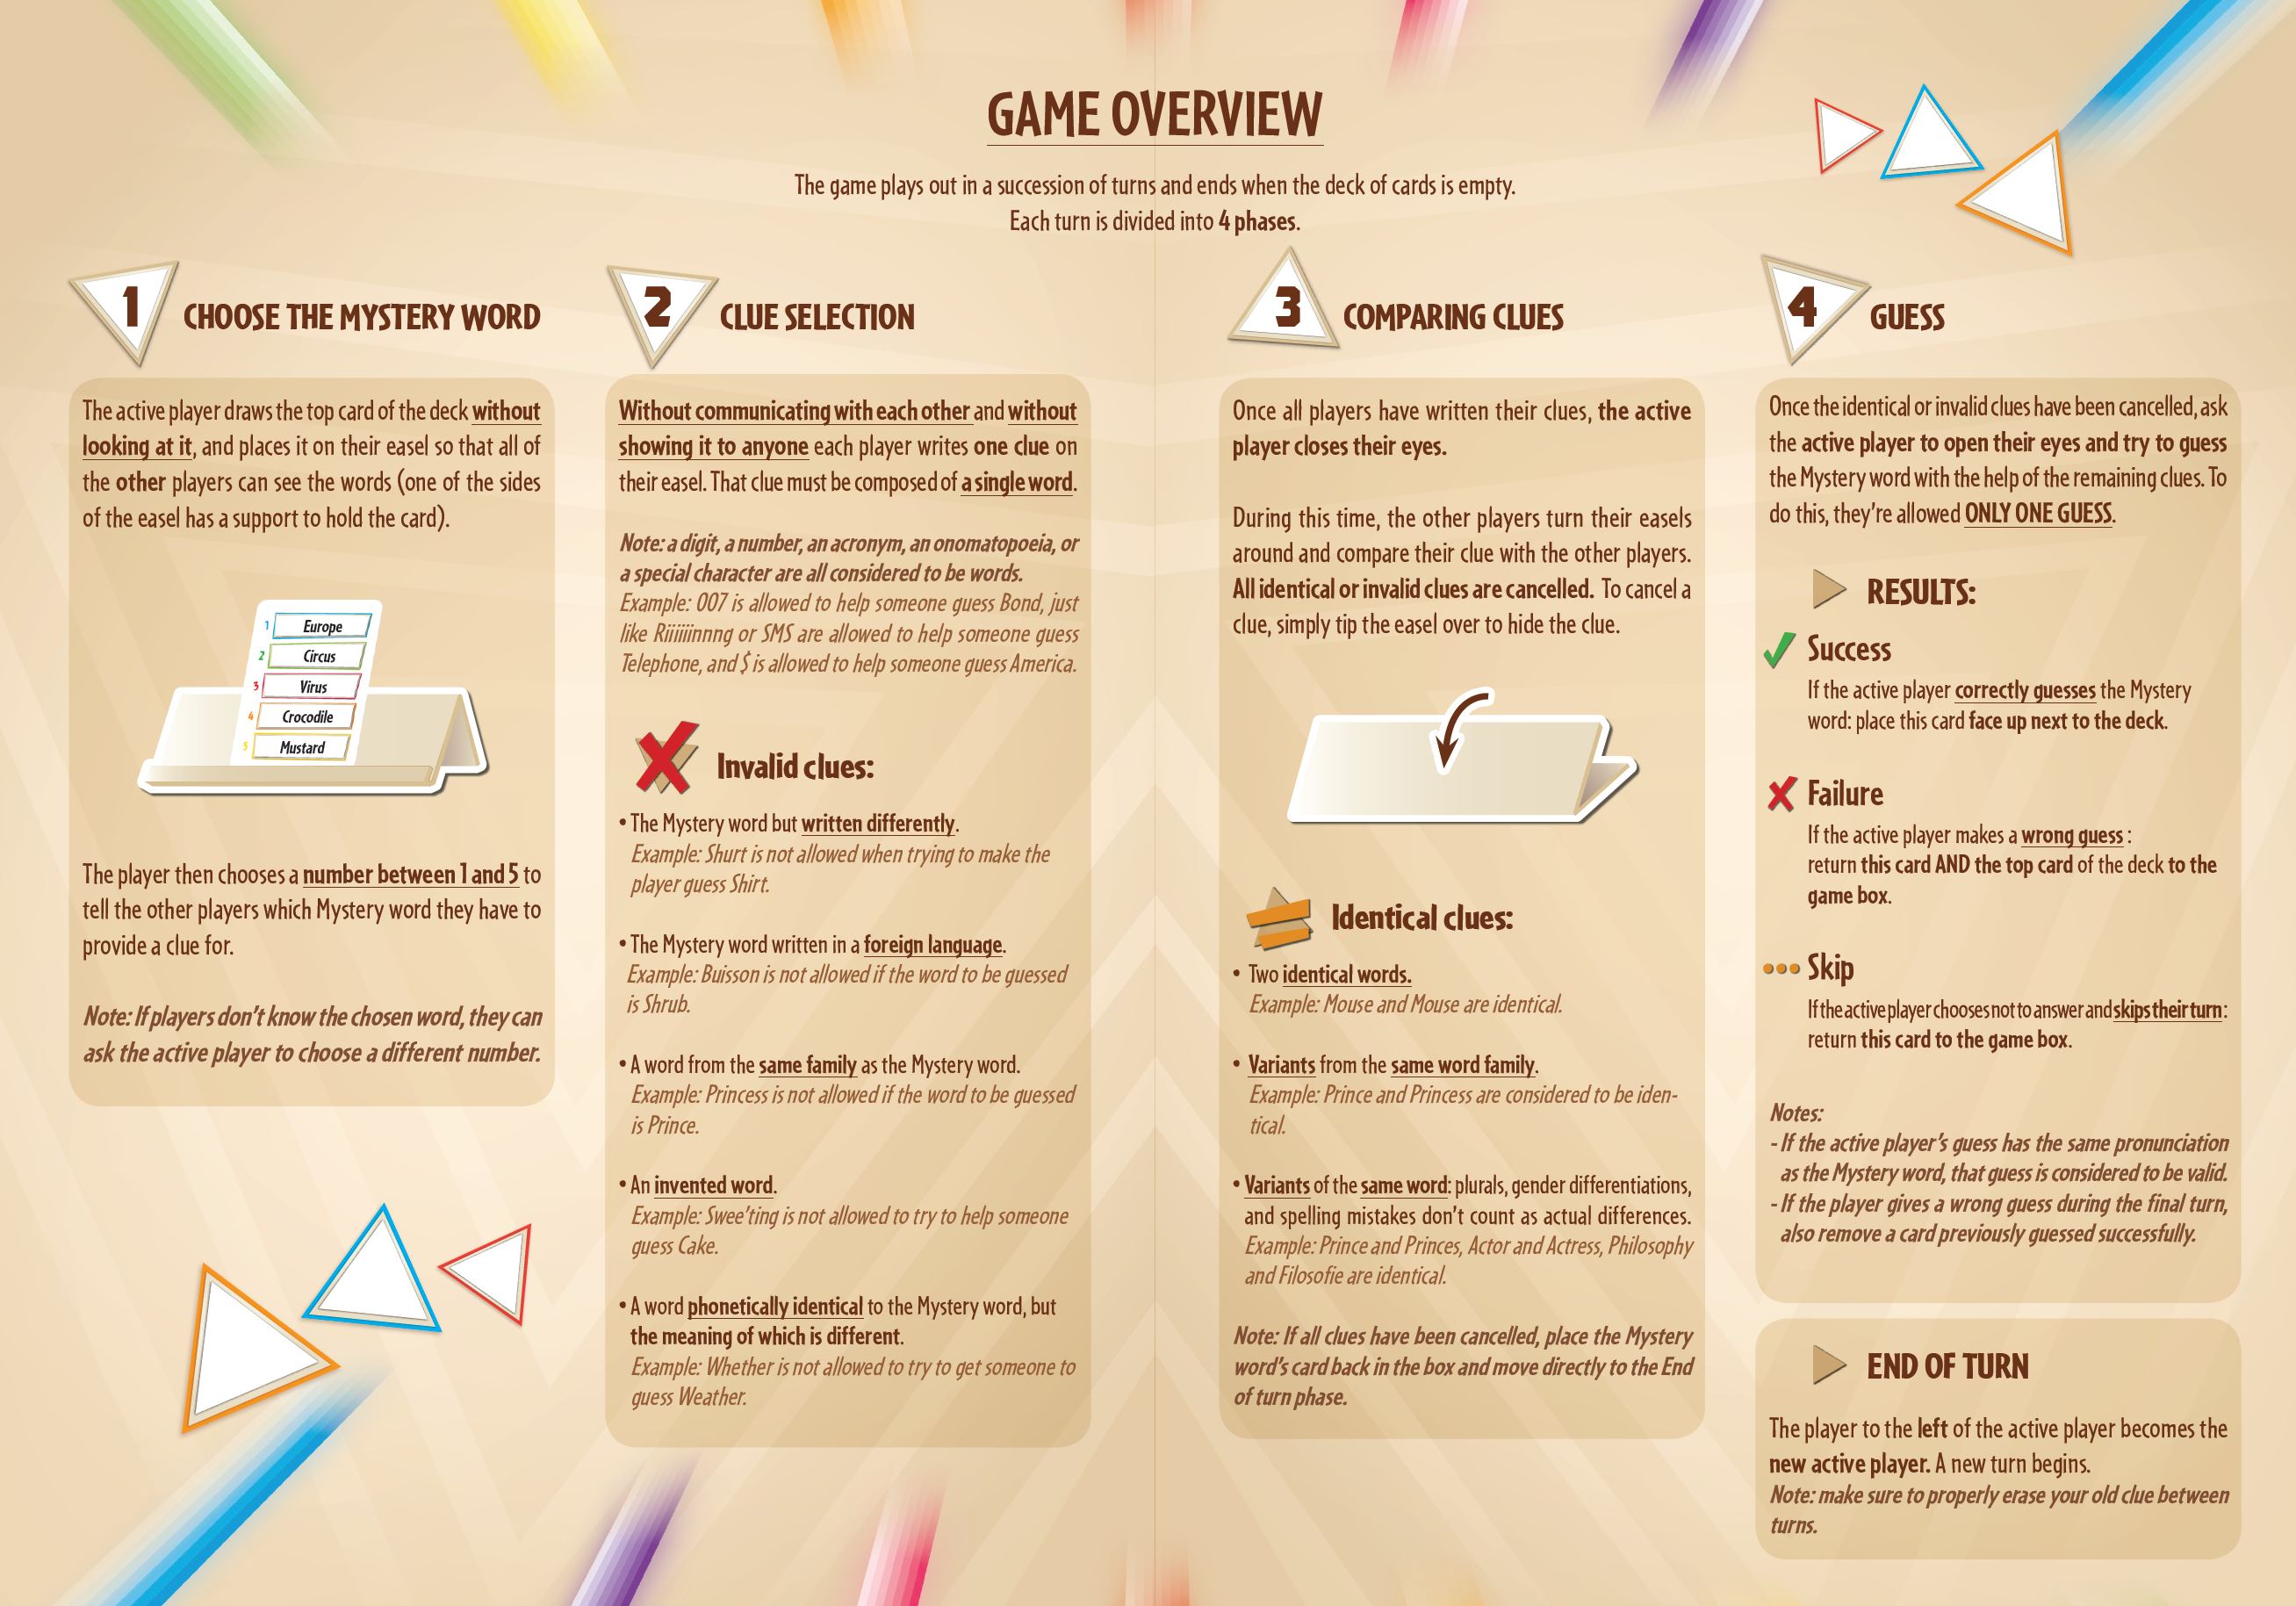 GAME OVERVIEW
The game plays out in a succession of turns and ends when the deck of cards is empty.
Each turn is divided into 4 phases.
1 CHOOSE THE MYSTERY WORD
The active player draws the top card of the deck without
looking at it, and places it on their easel so that all of
the other players can see the words (one of the sides
of the easel has a support to hold the card).
1 Europe
2 Circus
3 Virus
4 Crocodile
5 Mustard
The player then chooses a number between 1 and 5 to
tell the other players which Mystery word they have to
provide a clue for.
Note: If players don't know the chosen word, they can
ask the active player to choose a different number.
2 CLUE SELECTION
Without communicating with each other and without
showing it to anyone each player writes one clue on
their easel. That clue must be composed of a single word.
Note: a digit, a number, an acronym, an onomatopoeia, or
a special character are all considered to be words.
Example: 007 is allowed to help someone guess Bond, just
like Riiiiiinnng or SMS are allowed to help someone guess
Telephone, and $ is allowed to help someone guess America.
Invalid clues:
• The Mystery word but written differently.
Example: Shurt is not allowed when trying to make the
player guess Shirt.
• The Mystery word written in a foreign language.
Example: Buisson is not allowed if the word to be guessed
is Shrub.
• A word from the same family as the Mystery word.
Example: Princess is not allowed if the word to be guessed
is Prince.
• An invented word.
Example: Swee'ting is not allowed to try to help someone
guess Cake.
• A word phonetically identical to the Mystery word, but
the meaning of which is different.
Example: Whether is not allowed to try to get someone to
guess Weather.
3 COMPARING CLUES
Once all players have written their clues, the active
player closes their eyes.
During this time, the other players turn their easels
around and compare their clue with the other players.
All identical or invalid clues are cancelled. To cancel a
clue, simply tip the easel over to hide the clue.
Identical clues:
• Two identical words.
Example: Mouse and Mouse are identical.
• Variants from the same word family.
Example: Prince and Princess are considered to be iden-
tical.
• Variants of the same word: plurals, gender differentiations,
and spelling mistakes don't count as actual differences.
Example: Prince and Princes, Actor and Actress, Philosophy
and Filosofie are identical.
Note: If all clues have been cancelled, place the Mystery
word's card back in the box and move directly to the End
of turn phase.
4 GUESS
Once the identical or invalid clues have been cancelled, ask
the active player to open their eyes and try to guess
the Mystery word with the help of the remaining clues. To
do this, they're allowed ONLY ONE GUESS.
RESULTS:
Success
If the active player correctly guesses the Mystery
word: place this card face up next to the deck.
Failure
If the active player makes a wrong guess :
return this card AND the top card of the deck to the
game box.
Skip
If the active player chooses not to answer and skips their turn:
return this card to the game box.
Notes:
- If the active player's guess has the same pronunciation
as the Mystery word, that guess is considered to be valid.
- If the player gives a wrong guess during the final turn,
also remove a card previously guessed successfully.
END OF TURN
The player to the left of the active player becomes the
new active player. A new turn begins.
Note: make sure to properly erase your old clue between
turns.